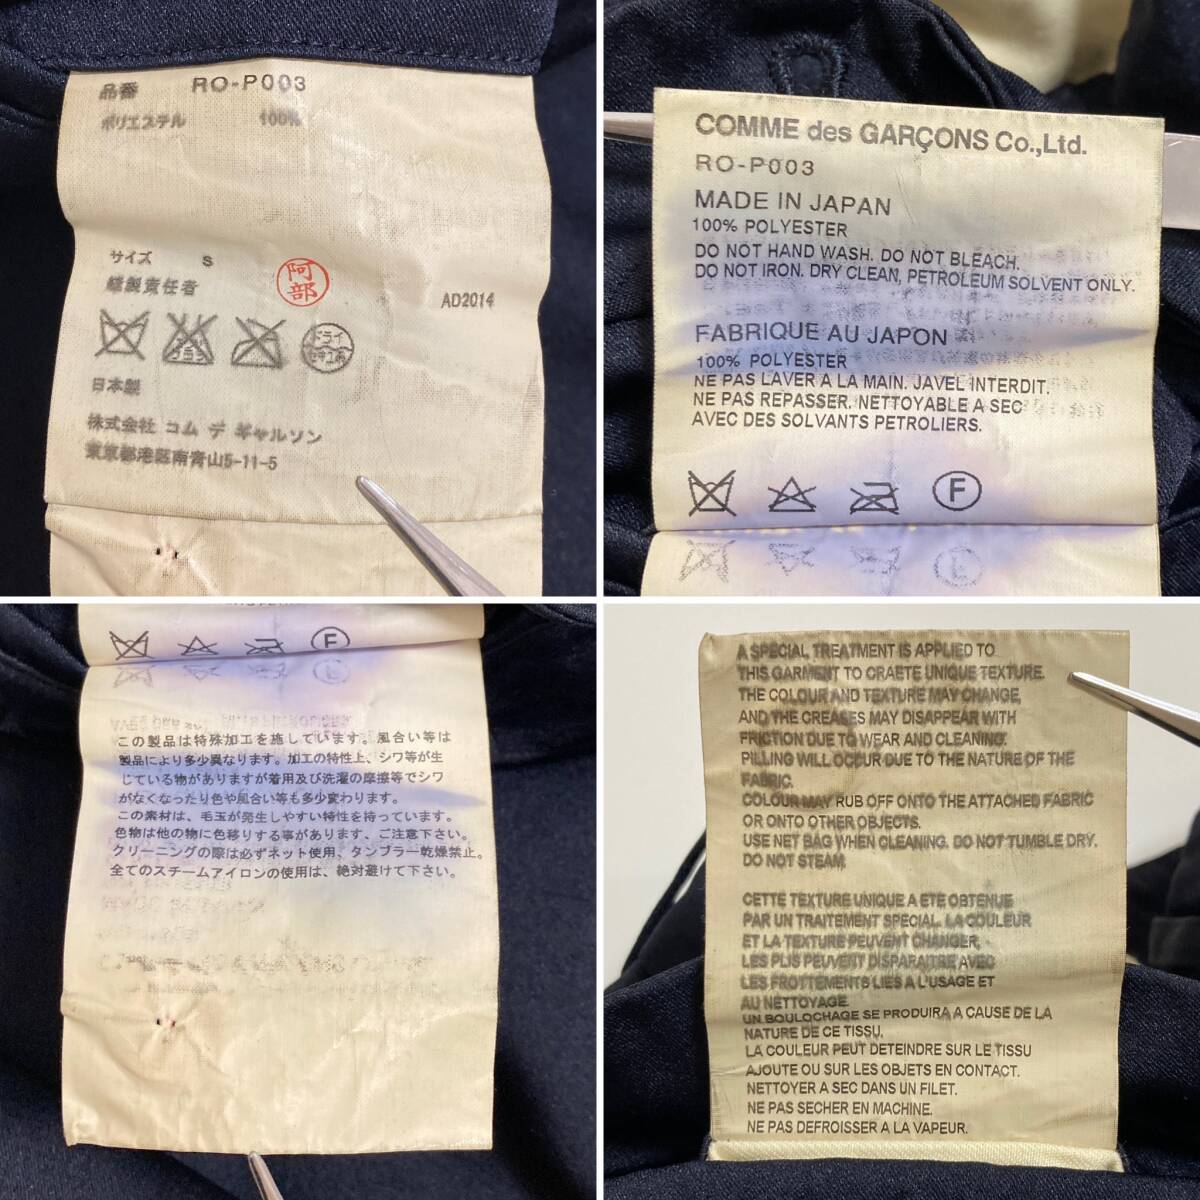 品番 RO-P003
ポリエステル 100%
サイズ S
縫製責任者 阿部
AD2014
日本製
株式会社 コム デ ギャルソン
東京都港区南青山5-11-5
COMME des GARÇONS Co.,Ltd.
RO-P003
MADE IN JAPAN
100% POLYESTER
DO NOT HAND WASH. DO NOT BLEACH.
DO NOT IRON. DRY CLEAN, PETROLEUM SOLVENT ONLY.
FABRIQUE AU JAPON
100% POLYESTER
NE PAS LAVER A LA MAIN. JAVEL INTERDIT.
NE PAS REPASSER. NETTOYABLE A SEC
AVEC DES SOLVANTS PETROLIERS.
F
F
この製品は特殊加工を施しています。風合い等は
製品により多少異なります。加工の特性上、シワ等が生
じている物がありますが着用及び洗濯の摩擦等でシワ
がなくなったり色や風合い等も多少変わります。
この素材は、毛玉が発生しやすい特性を持っています。
色物は他の物に色移りする事があります、ご注意下さい。
クリーニングの際は必ずネット使用、タンブラー乾燥禁止。
全てのスチームアイロンの使用は、絶対避けて下さい。
A SPECIAL TREATMENT IS APPLIED TO
THIS GARMENT TO CRAETE UNIQUE TEXTURE.
THE COLOUR AND TEXTURE MAY CHANGE,
AND THE CREASES MAY DISAPPEAR WITH
FRICTION DUE TO WEAR AND CLEANING.
PILLING WILL OCCUR DUE TO THE NATURE OF THE
FABRIC.
COLOUR MAY RUB OFF ONTO THE ATTACHED FABRIC
OR ONTO OTHER OBJECTS.
USE NET BAG WHEN CLEANING. DO NOT TUMBLE DRY.
DO NOT STEAM.
CETTE TEXTURE UNIQUE A ETE OBTENUE
PAR UN TRAITEMENT SPECIAL. LA COULEUR
ET LA TEXTURE PEUVENT CHANGER,
LES PLIS PEUVENT DISPARAITRE AVEC
LES FROTTEMENTS LIES A L'USAGE ET
AU NETTOYAGE.
UN BOULOCHAGE SE PRODUIRA A CAUSE DE LA
NATURE DE CE TISSU.
LA COULEUR PEUT DETEINDRE SUR LE TISSU
AJOUTE OU SUR LES OBJETS EN CONTACT.
NETTOYER A SEC DANS UN FILET.
NE PAS SECHER EN MACHINE.
NE PAS DEFROISSER A LA VAPEUR.